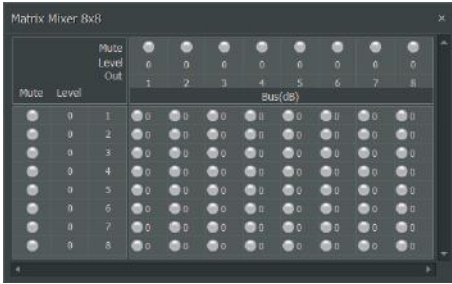 Matrix Mixer 8x8 ×
Mute
Level 0 0 0 0 0 0 0 0
Out
1 2 3 4 5 6 7 8
Mute Level Bus(dB)
0 1 0 0 0 0 0 0 0 0
0 2 0 0 0 0 0 0 0 0
0 3 0 0 0 0 0 0 0 0
0 4 0 0 0 0 0 0 0 0
0 5 0 0 0 0 0 0 0 0
0 6 0 0 0 0 0 0 0 0
0 7 0 0 0 0 0 0 0 0
0 8 0 0 0 0 0 0 0 0